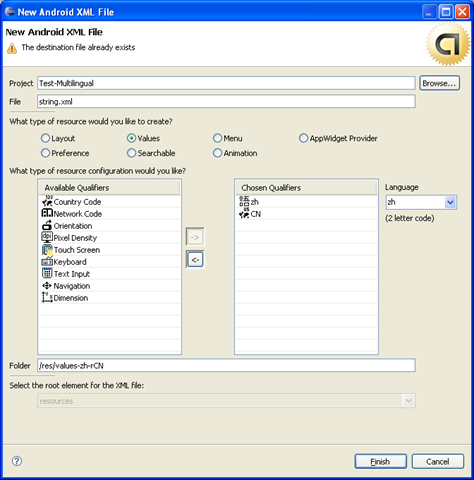 New Android XML File
New Android XML File
The destination file already exists
Project Test-Multilingual Browse...
File string.xml
What type of resource would you like to create?
Layout Values Menu AppWidget Provider
Preference Searchable Animation
What type of resource configuration would you like?
Available Qualifiers Chosen Qualifiers Language
Country Code zh zh
Network Code CN (2 letter code)
Orientation
Pixel Density
Touch Screen ->
Keyboard <-
Text Input
Navigation
Dimension
Folder /res/values-zh-rCN
Select the root element for the XML file:
resources
? Finish Cancel